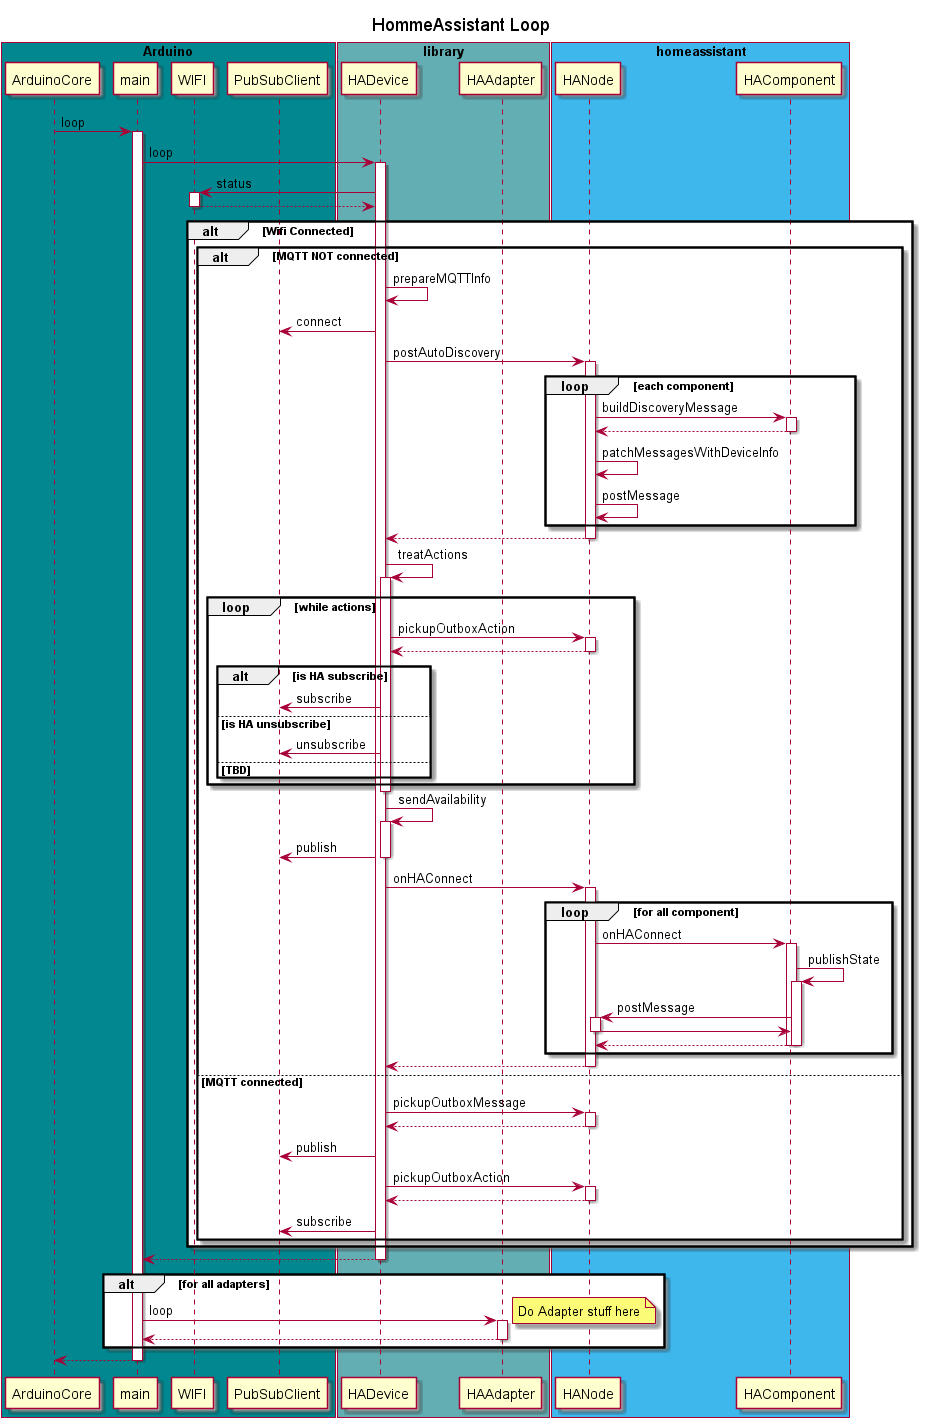 HommeAssistant Loop
Arduino
library
homeassistant
ArduinoCore
main
WIFI
PubSubClient
HADevice
HAAdapter
HANode
HAComponent
loop
loop
status
alt [Wifi Connected]
alt [MQTT NOT connected]
prepareMQTTInfo
connect
postAutoDiscovery
loop [each component]
buildDiscoveryMessage
patchMessagesWithDeviceInfo
postMessage
treatActions
loop [while actions]
pickupOutboxAction
alt [is HA subscribe]
subscribe
[is HA unsubscribe]
unsubscribe
[TBD]
sendAvailability
publish
onHAConnect
loop [for all component]
onHAConnect
publishState
postMessage
[MQTT connected]
pickupOutboxMessage
publish
pickupOutboxAction
subscribe
alt [for all adapters]
loop
Do Adapter stuff here
ArduinoCore
main
WIFI
PubSubClient
HADevice
HAAdapter
HANode
HAComponent